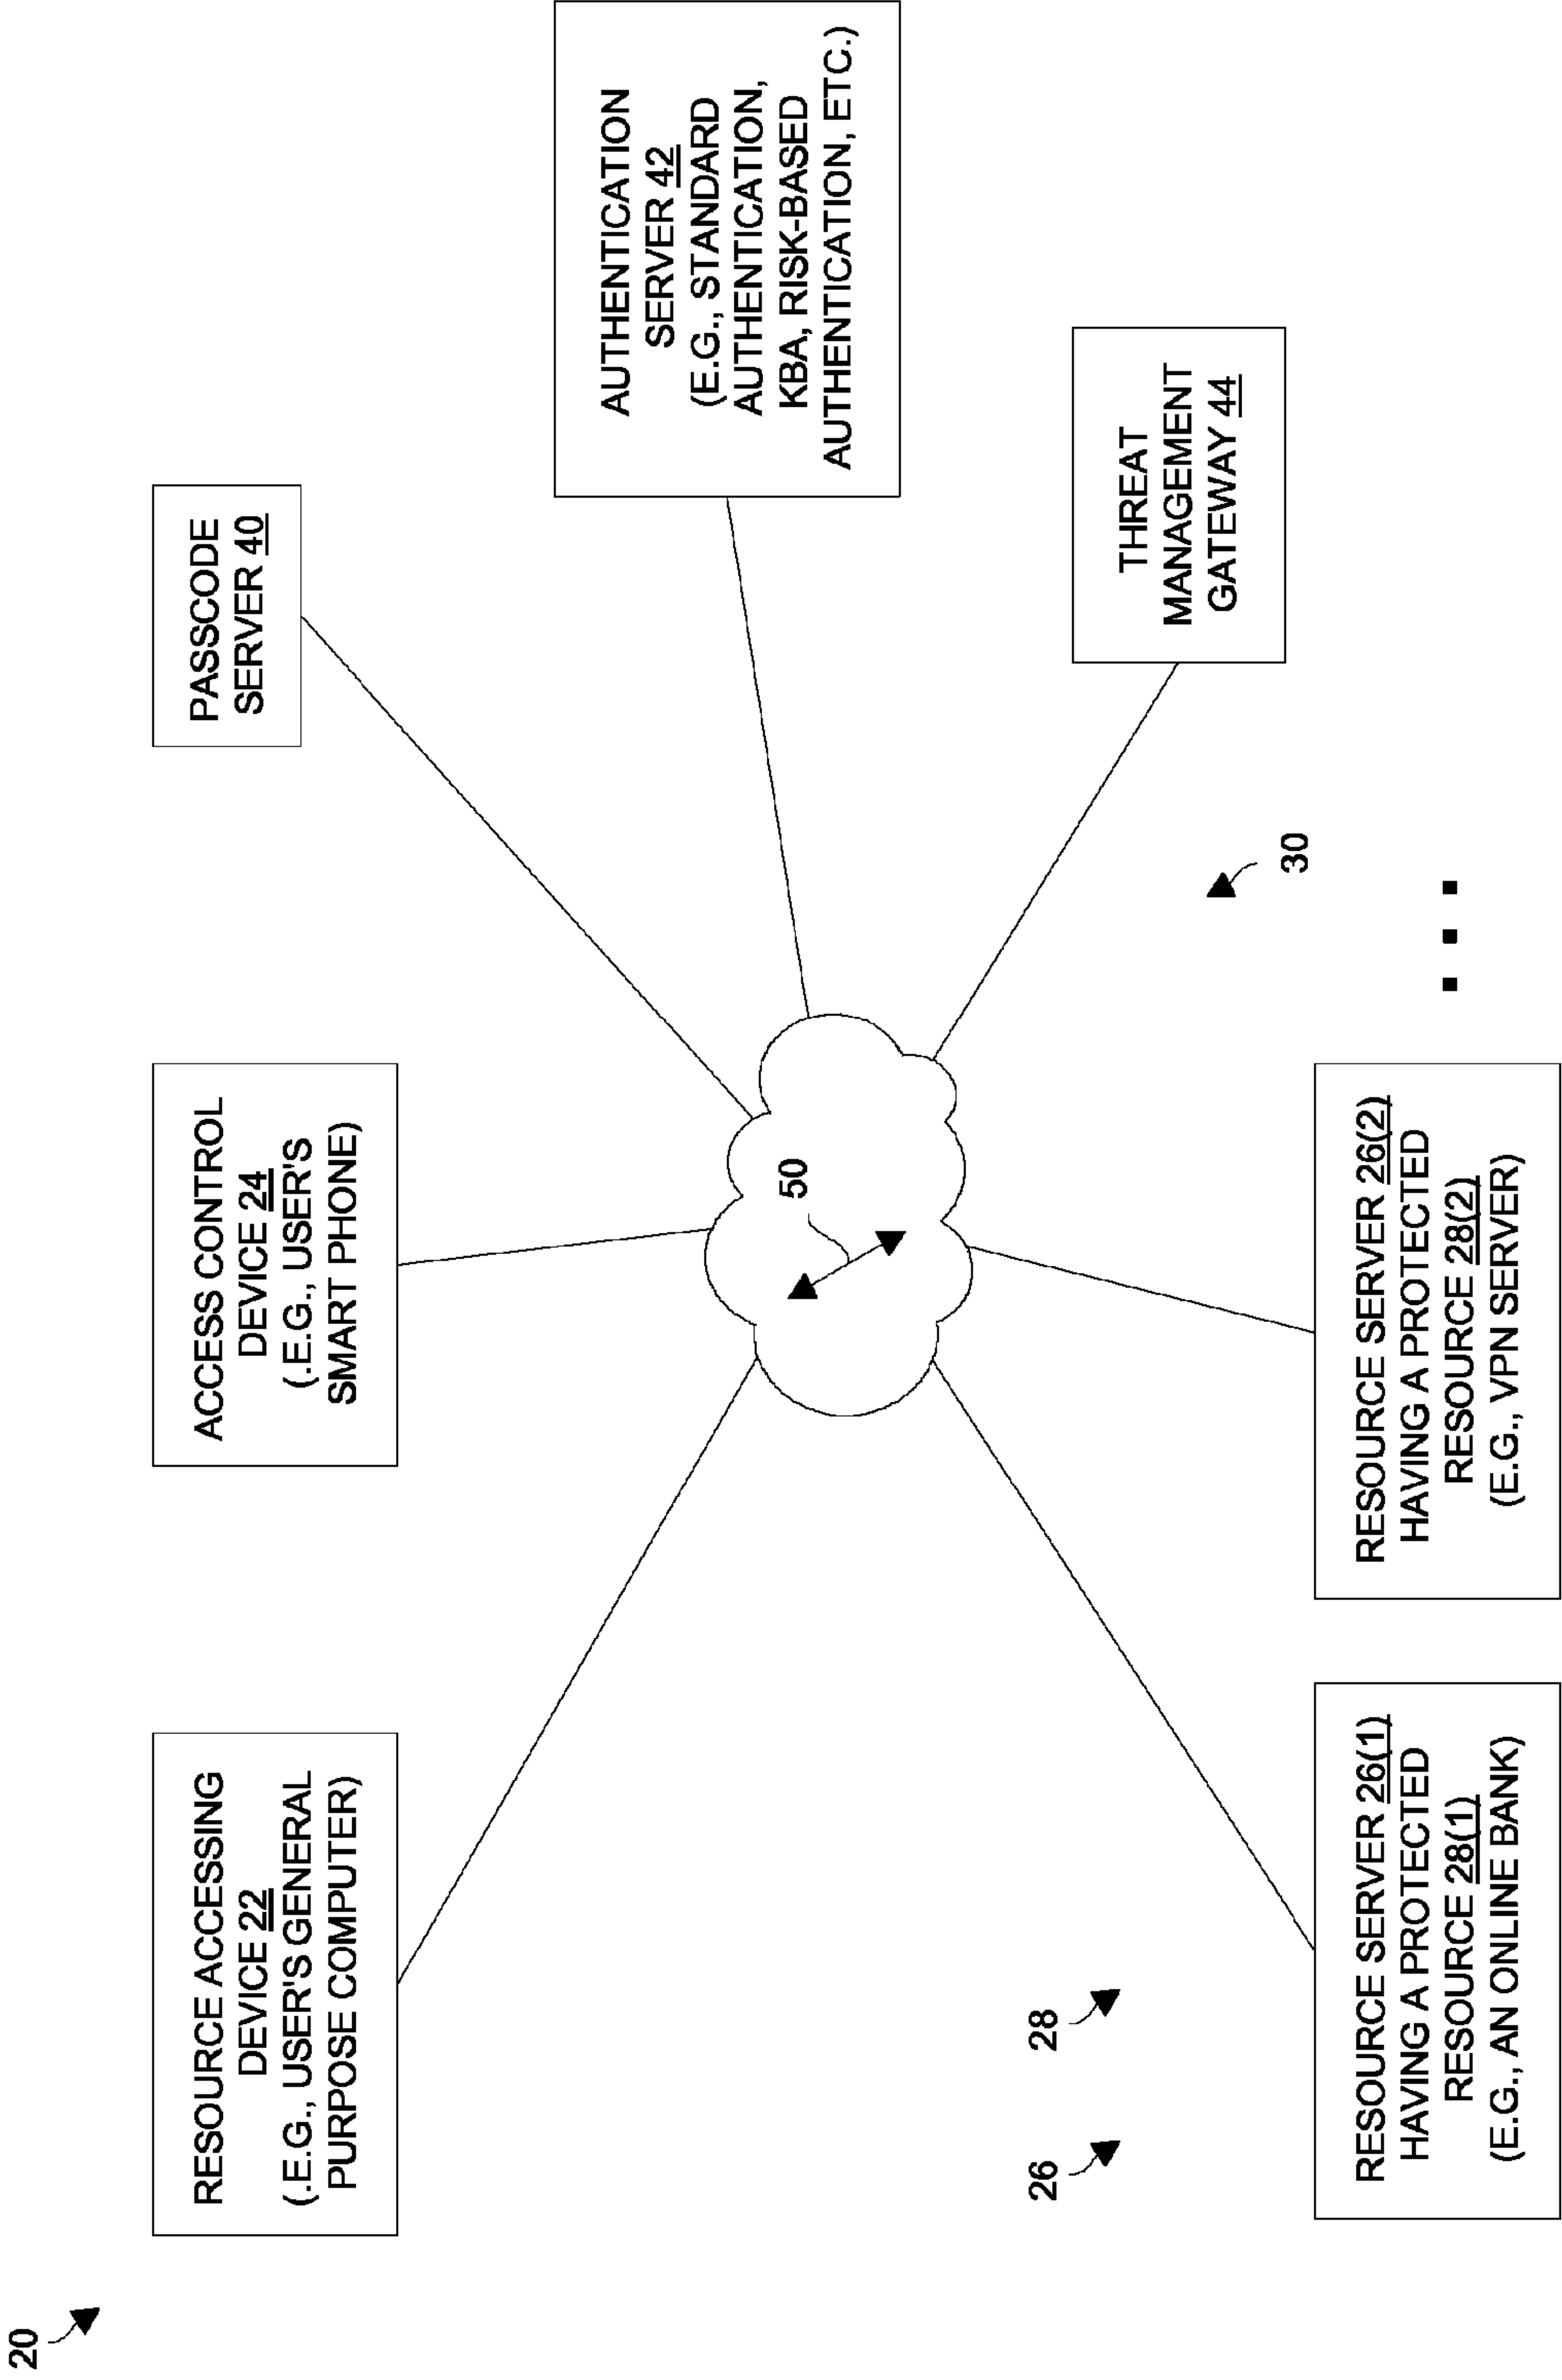 20
RESOURCE ACCESSING
DEVICE 22
(.E.G., USER'S GENERAL
PURPOSE COMPUTER)
ACCESS CONTROL
DEVICE 24
(.E.G., USER'S
SMART PHONE)
PASSCODE
SERVER 40
AUTHENTICATION
SERVER 42
(E.G., STANDARD
AUTHENTICATION,
KBA, RISK-BASED
AUTHENTICATION, ETC.)
50
26
28
THREAT
MANAGEMENT
GATEWAY 44
30
RESOURCE SERVER 26(1)
HAVING A PROTECTED
RESOURCE 28(1)
(E.G., AN ONLINE BANK)
RESOURCE SERVER 26(2)
HAVING A PROTECTED
RESOURCE 28(2)
(E.G., VPN SERVER)